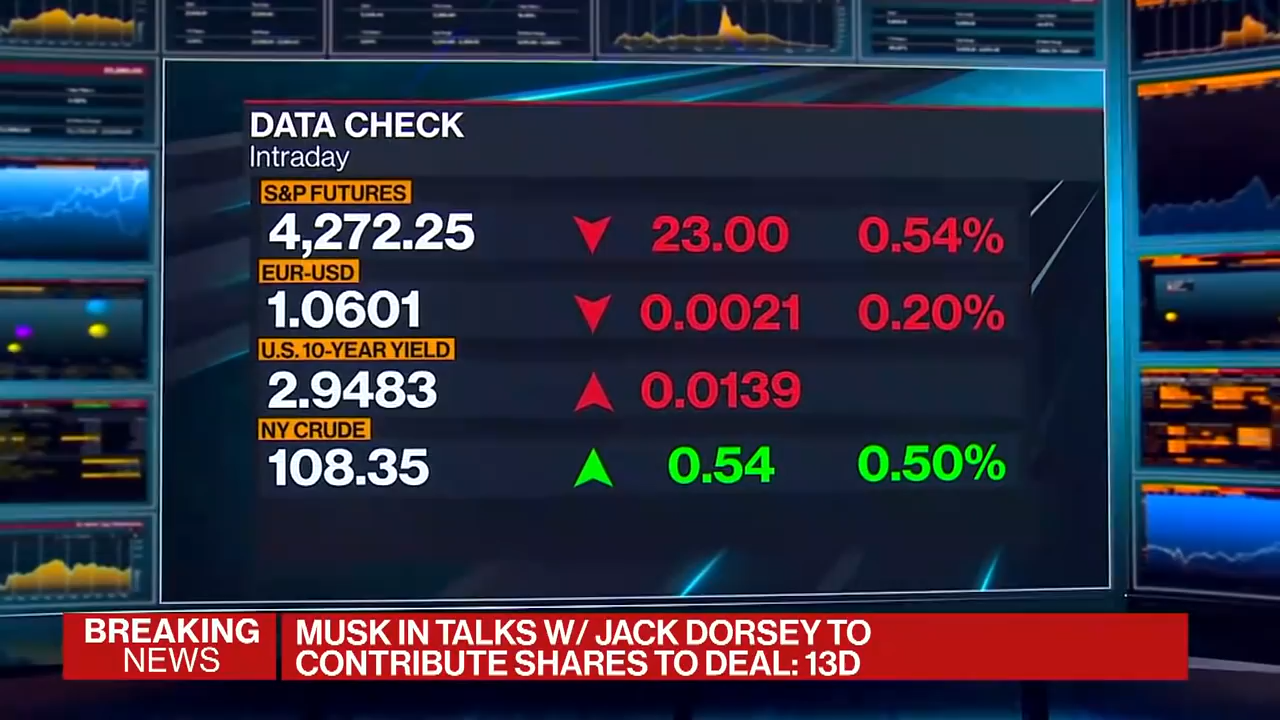 DATA CHECK
Intraday
S&P FUTURES
4,272.25 23.00 0.54%
EUR-USD
1.0601 0.0021 0.20%
U.S. 10-YEAR YIELD
2.9483 0.0139
NY CRUDE
108.35 0.54 0.50%
BREAKING NEWS
MUSK IN TALKS W/ JACK DORSEY TO
CONTRIBUTE SHARES TO DEAL: 13D